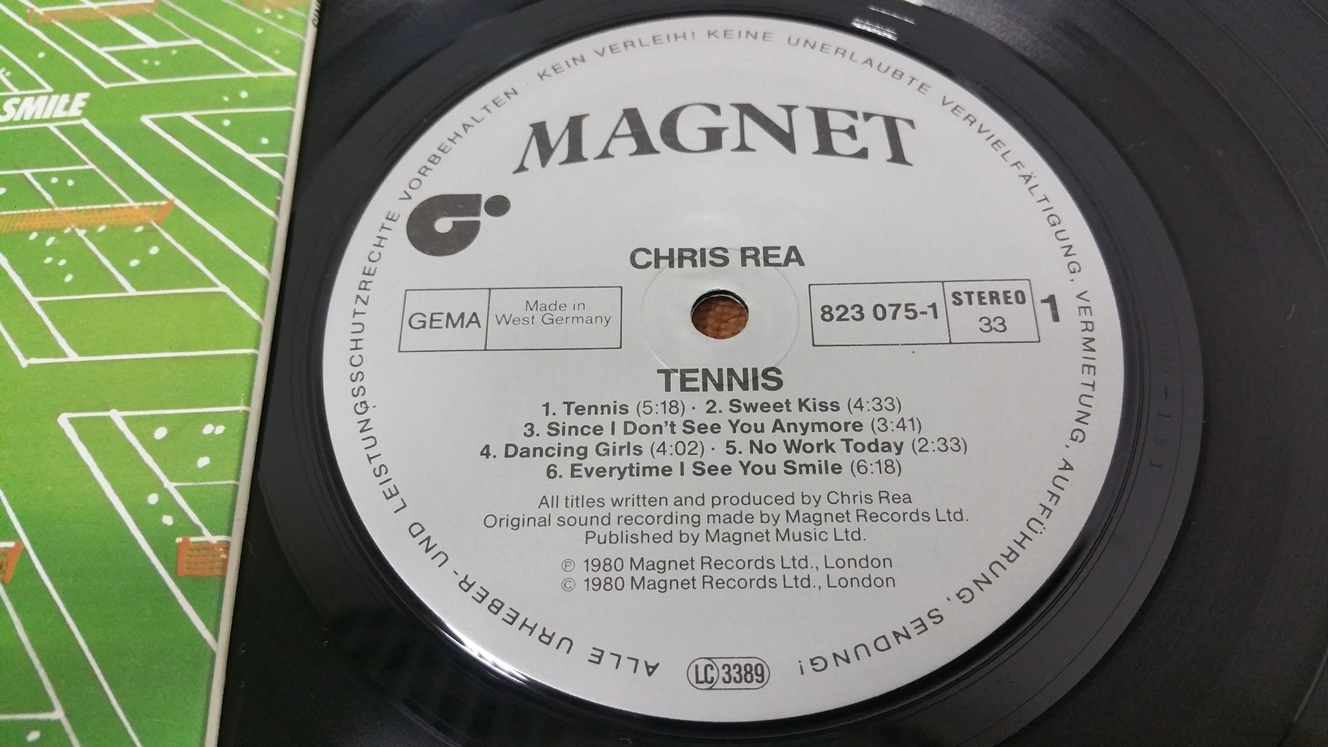 SMILE
MAGNET
CHRIS REA
GEMA
Made in
West Germany
823 075-1
STEREO
33
1
TENNIS
1. Tennis (5:18) · 2. Sweet Kiss (4:33)
3. Since I Don't See You Anymore (3:41)
4. Dancing Girls (4:02) · 5. No Work Today (2:33)
6. Everytime I See You Smile (6:18)
All titles written and produced by Chris Rea
Original sound recording made by Magnet Records Ltd.
Published by Magnet Music Ltd.
℗ 1980 Magnet Records Ltd., London
© 1980 Magnet Records Ltd., London
LC 3389
ALLE URHEBER- UND LEISTUNGSSCHUTZRECHTE VORBEHALTEN · KEIN VERLEIH! KEINE UNERLAUBTE VERVIELFÄLTIGUNG, VERMIETUNG, AUFFÜHRUNG, SENDUNG!